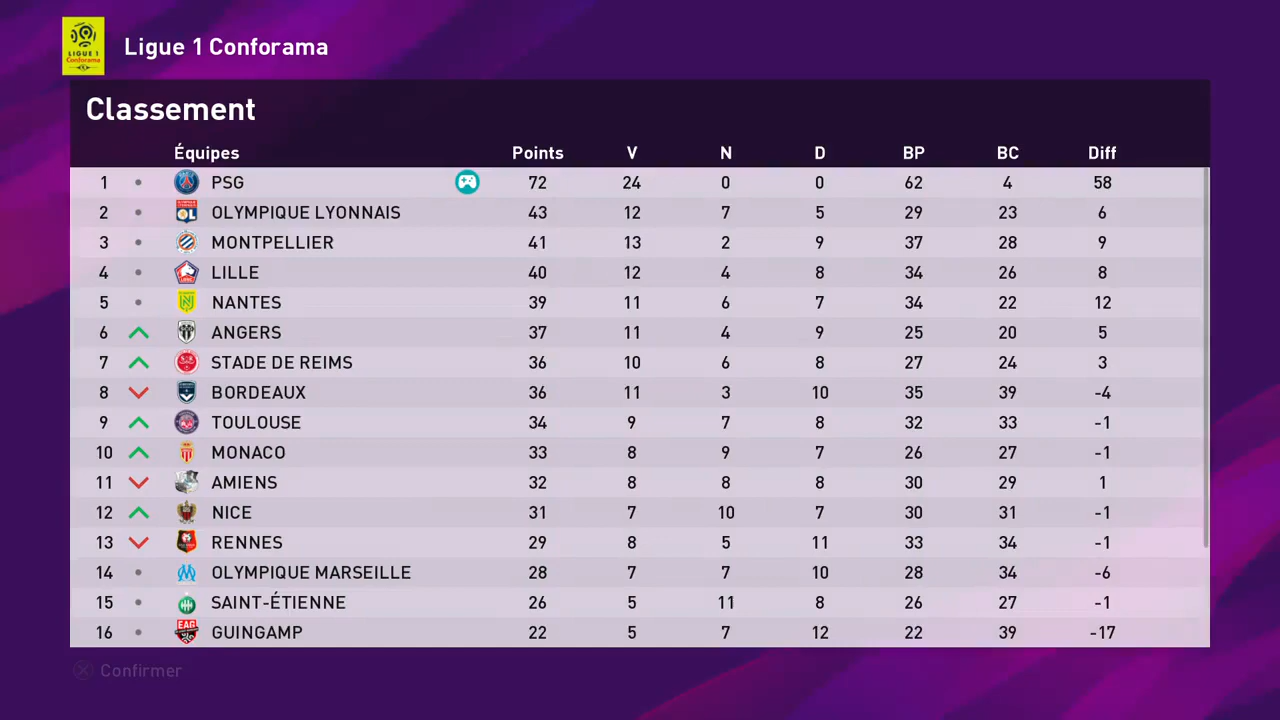 LIGUE 1
Conforama
Ligue 1 Conforama
Classement
Équipes Points V N D BP BC Diff
1 PSG 72 24 0 0 62 4 58
2 OLYMPIQUE LYONNAIS 43 12 7 5 29 23 6
3 MONTPELLIER 41 13 2 9 37 28 9
4 LILLE 40 12 4 8 34 26 8
5 NANTES 39 11 6 7 34 22 12
6 ANGERS 37 11 4 9 25 20 5
7 STADE DE REIMS 36 10 6 8 27 24 3
8 BORDEAUX 36 11 3 10 35 39 -4
9 TOULOUSE 34 9 7 8 32 33 -1
10 MONACO 33 8 9 7 26 27 -1
11 AMIENS 32 8 8 8 30 29 1
12 NICE 31 7 10 7 30 31 -1
13 RENNES 29 8 5 11 33 34 -1
14 OLYMPIQUE MARSEILLE 28 7 7 10 28 34 -6
15 SAINT-ÉTIENNE 26 5 11 8 26 27 -1
16 GUINGAMP 22 5 7 12 22 39 -17
Confirmer